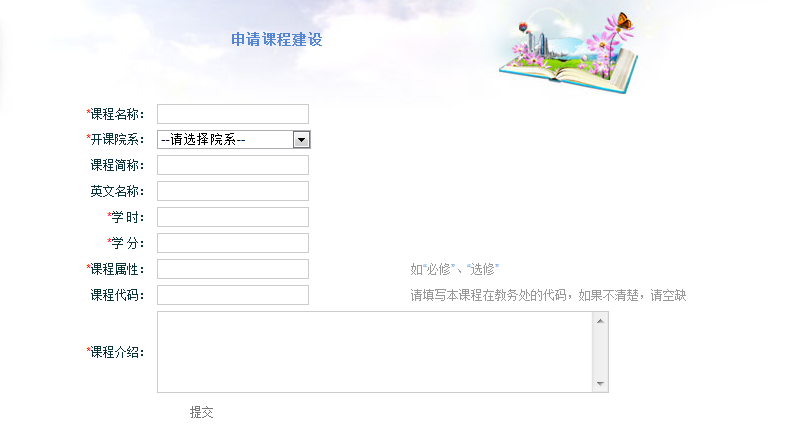 申请课程建设
*课程名称：
*开课院系： --请选择院系--
课程简称：
英文名称：
*学 时：
*学 分：
*课程属性： 如“必修”、“选修”
课程代码： 请填写本课程在教务处的代码，如果不清楚，请空缺
*课程介绍：
提交